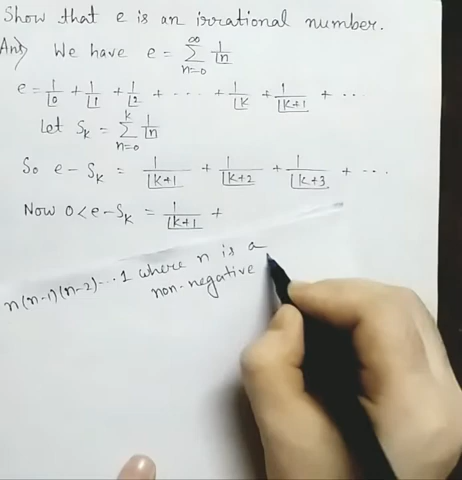 Show that e is an irrational number.
Ans) We have e = ∑_{n=0}^{∞} 1/⌊n
e = 1/⌊0 + 1/⌊1 + 1/⌊2 + ... + 1/⌊k + 1/⌊k+1 + ...
Let S_k = ∑_{n=0}^{k} 1/⌊n
So e - S_k = 1/⌊k+1 + 1/⌊k+2 + 1/⌊k+3 + ...
Now 0 < e - S_k = 1/⌊k+1 +
n(n-1)(n-2)...1 where n is a
non-negative